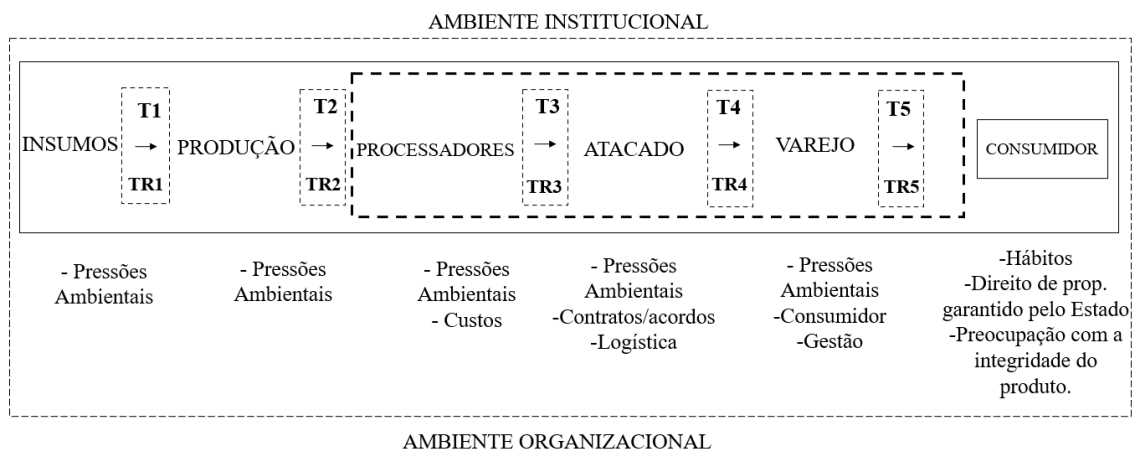 AMBIENTE INSTITUCIONAL
T1
T2
T3
T4
T5
INSUMOS
PRODUÇÃO
PROCESSADORES
ATACADO
VAREJO
CONSUMIDOR
TR1
TR2
TR3
TR4
TR5
- Pressões
Ambientais
- Pressões
Ambientais
- Pressões
Ambientais
- Custos
- Pressões
Ambientais
-Contratos/acordos
-Logística
- Pressões
Ambientais
-Consumidor
-Gestão
-Hábitos
-Direito de prop.
garantido pelo Estado
-Preocupação com a
integridade do
produto.
AMBIENTE ORGANIZACIONAL